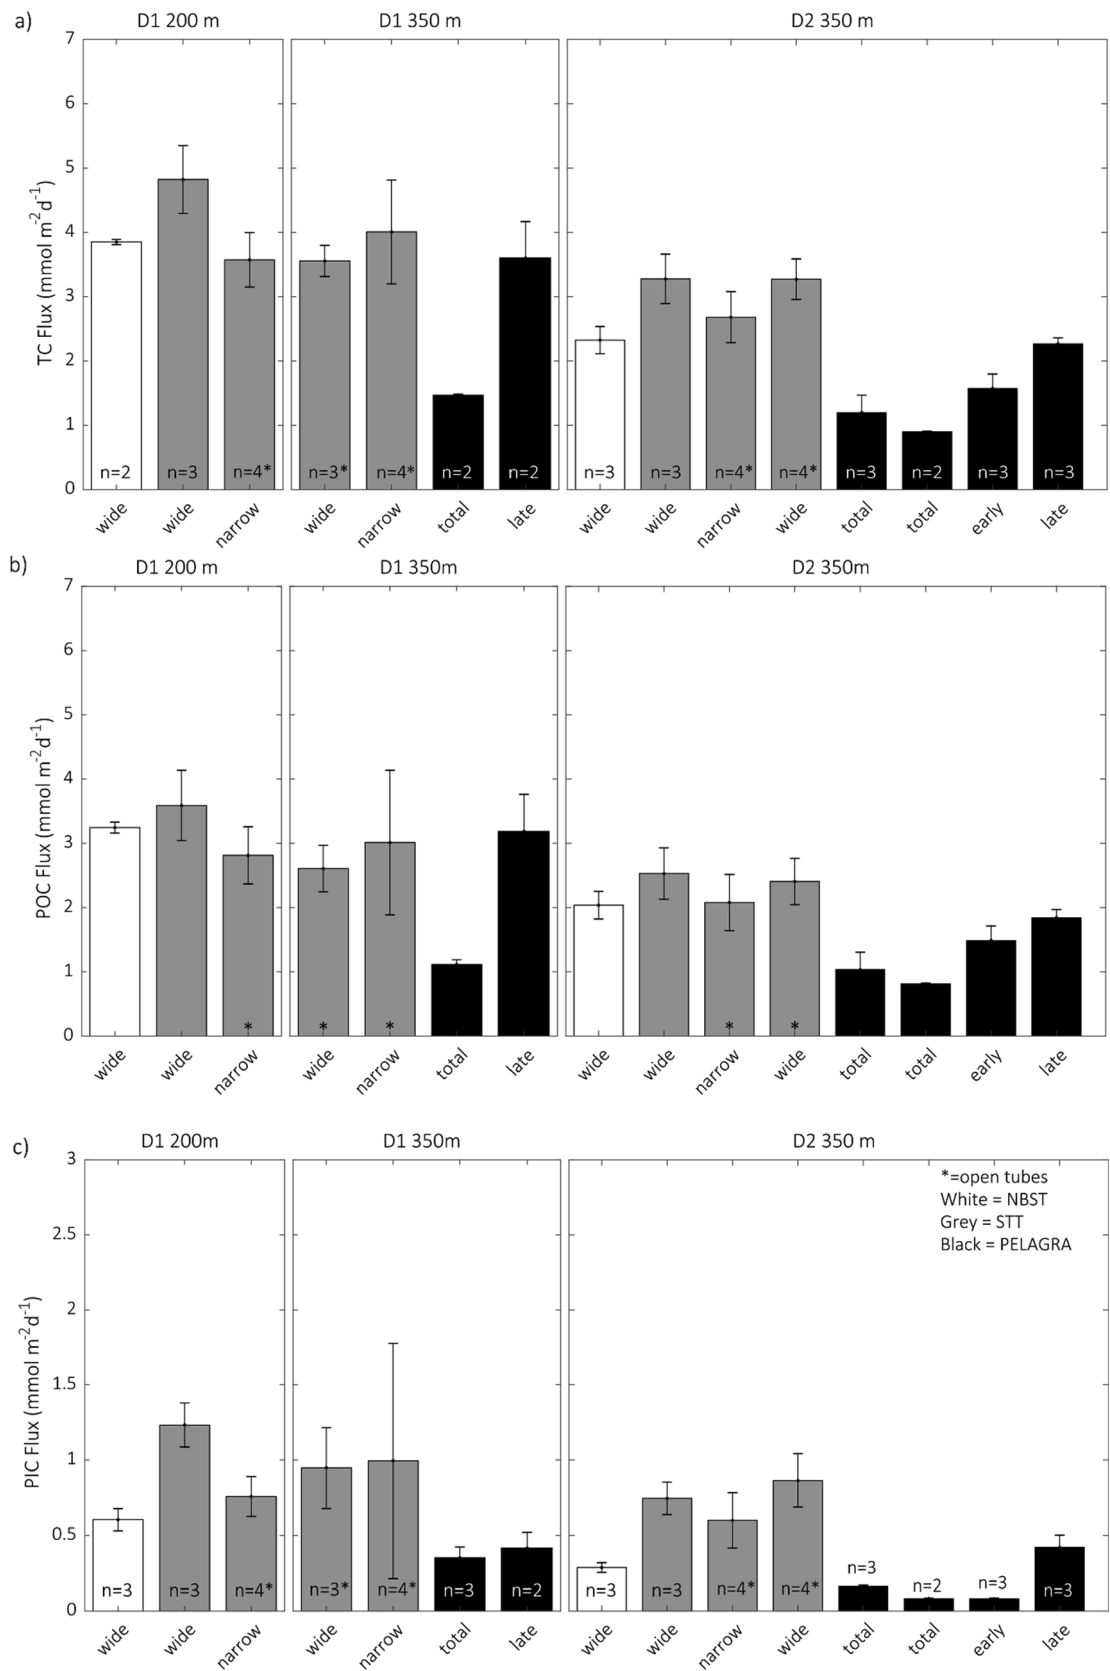 a)
D1 200 m
D1 350 m
D2 350 m
TC Flux (mmol m⁻²d⁻¹)
7
6
5
4
3
2
1
0
n=2
n=3
n=4*
n=3*
n=4*
n=2
n=2
n=3
n=3
n=4*
n=4*
n=3
n=2
n=3
n=3
wide
wide
narrow
wide
narrow
total
late
wide
wide
narrow
wide
total
total
early
late
b)
D1 200 m
D1 350m
D2 350m
POC Flux (mmol m⁻²d⁻¹)
7
6
5
4
3
2
1
0
*
*
*
*
*
wide
wide
narrow
wide
narrow
total
late
wide
wide
narrow
wide
total
total
early
late
c)
D1 200m
D1 350m
D2 350 m
PIC Flux (mmol m⁻²d⁻¹)
3
2.5
2
1.5
1
0.5
0
*=open tubes
White = NBST
Grey = STT
Black = PELAGRA
n=3
n=3
n=4*
n=3*
n=4*
n=3
n=2
n=3
n=3
n=4*
n=4*
n=3
n=2
n=3
n=3
wide
wide
narrow
wide
narrow
total
late
wide
wide
narrow
wide
total
total
early
late